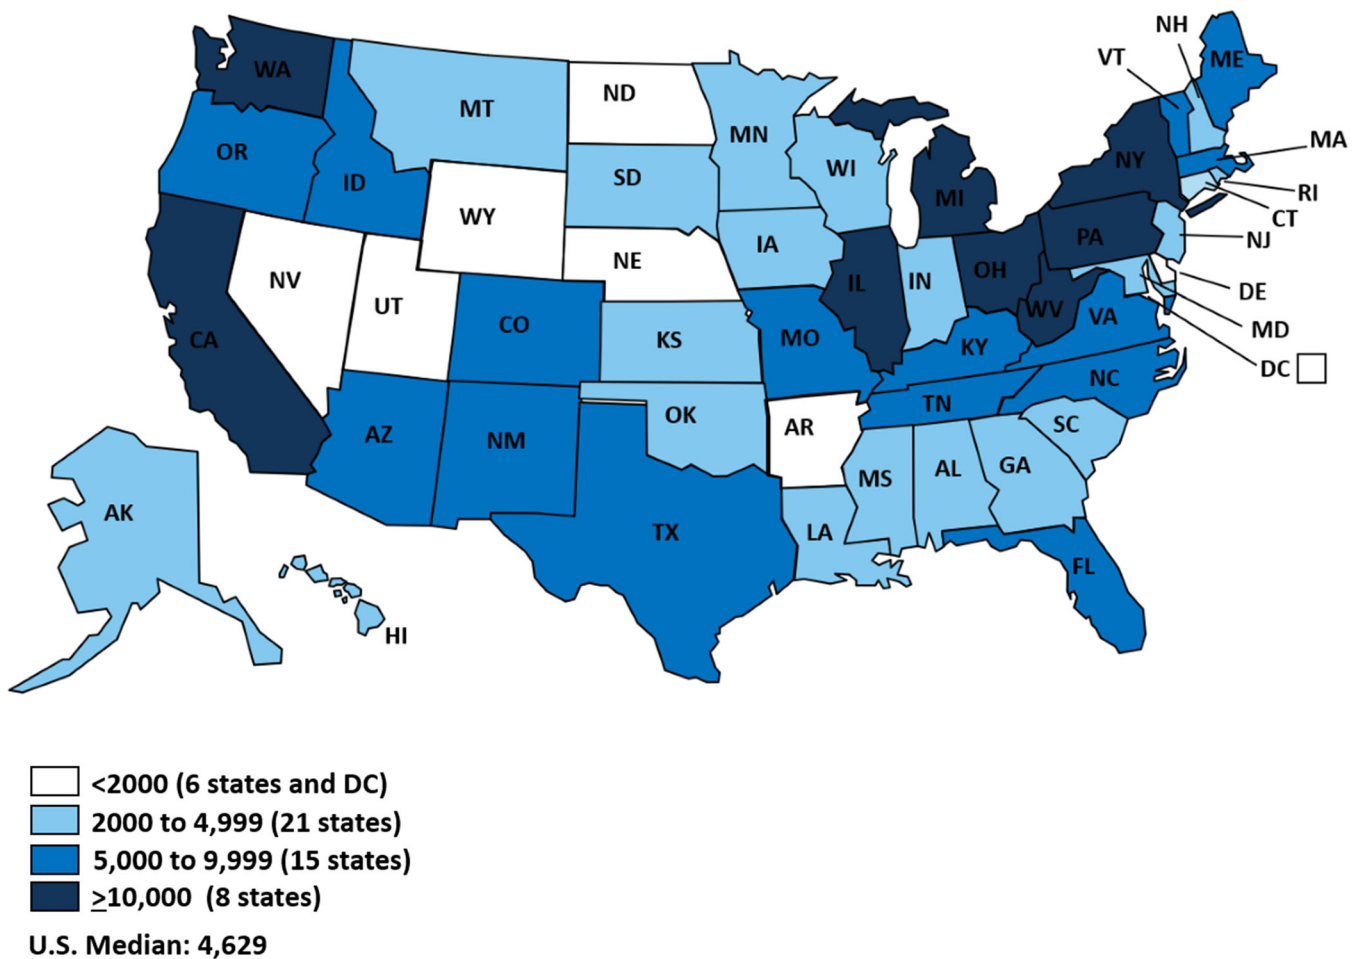 NH
VT
ME
WA
MT
ND
MN
MA
OR
ID
SD
WI
NY
MI
RI
WY
CT
IA
PA
NJ
NE
NV
UT
IL
IN
OH
DE
WV
VA
MD
CO
CA
KS
MO
KY
DC
NC
TN
AZ
NM
OK
AR
SC
MS
AL
GA
AK
TX
LA
FL
HI
<2000 (6 states and DC)
2000 to 4,999 (21 states)
5,000 to 9,999 (15 states)
≥10,000 (8 states)
U.S. Median: 4,629